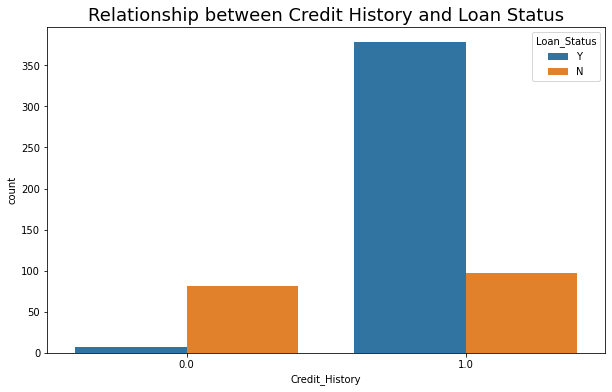 Relationship between Credit History and Loan Status
Loan_Status
Y
N
350
300
250
200
150
100
50
0
count
0.0
1.0
Credit_History